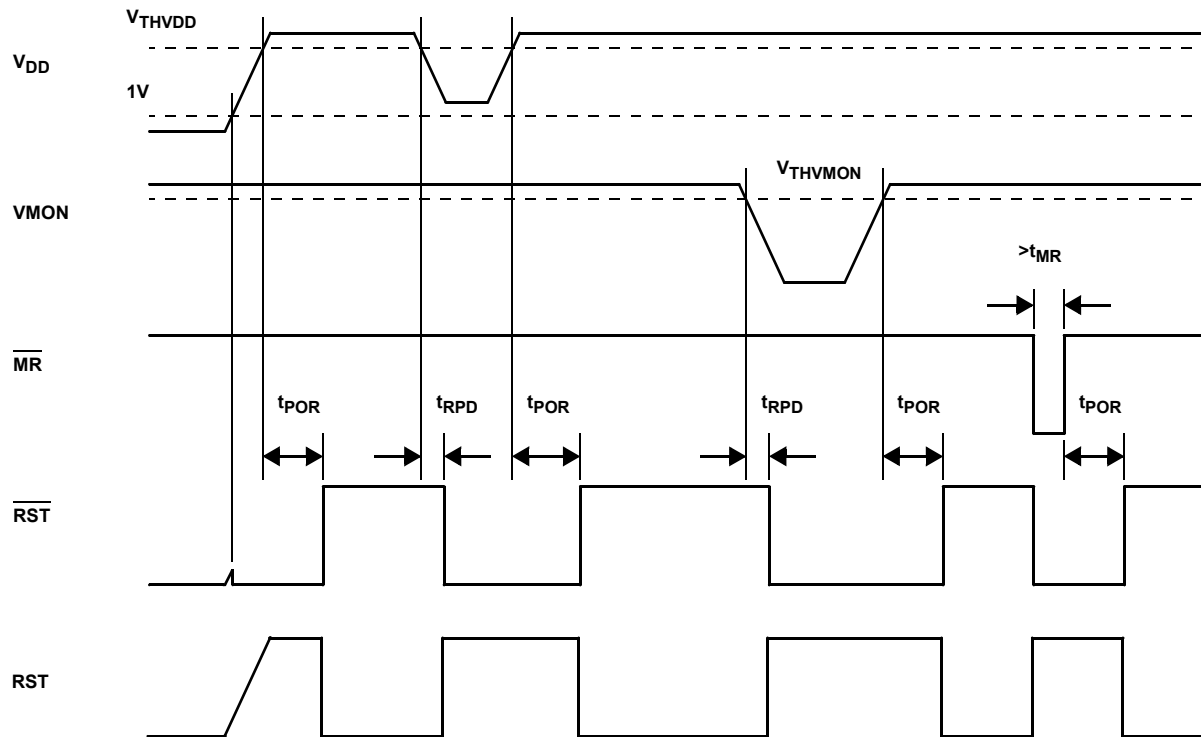 VTHVDD
VDD
1V
VTHVMON
VMON
>tMR
MR
tPOR
tRPD
tPOR
tRPD
tPOR
tPOR
RST
RST